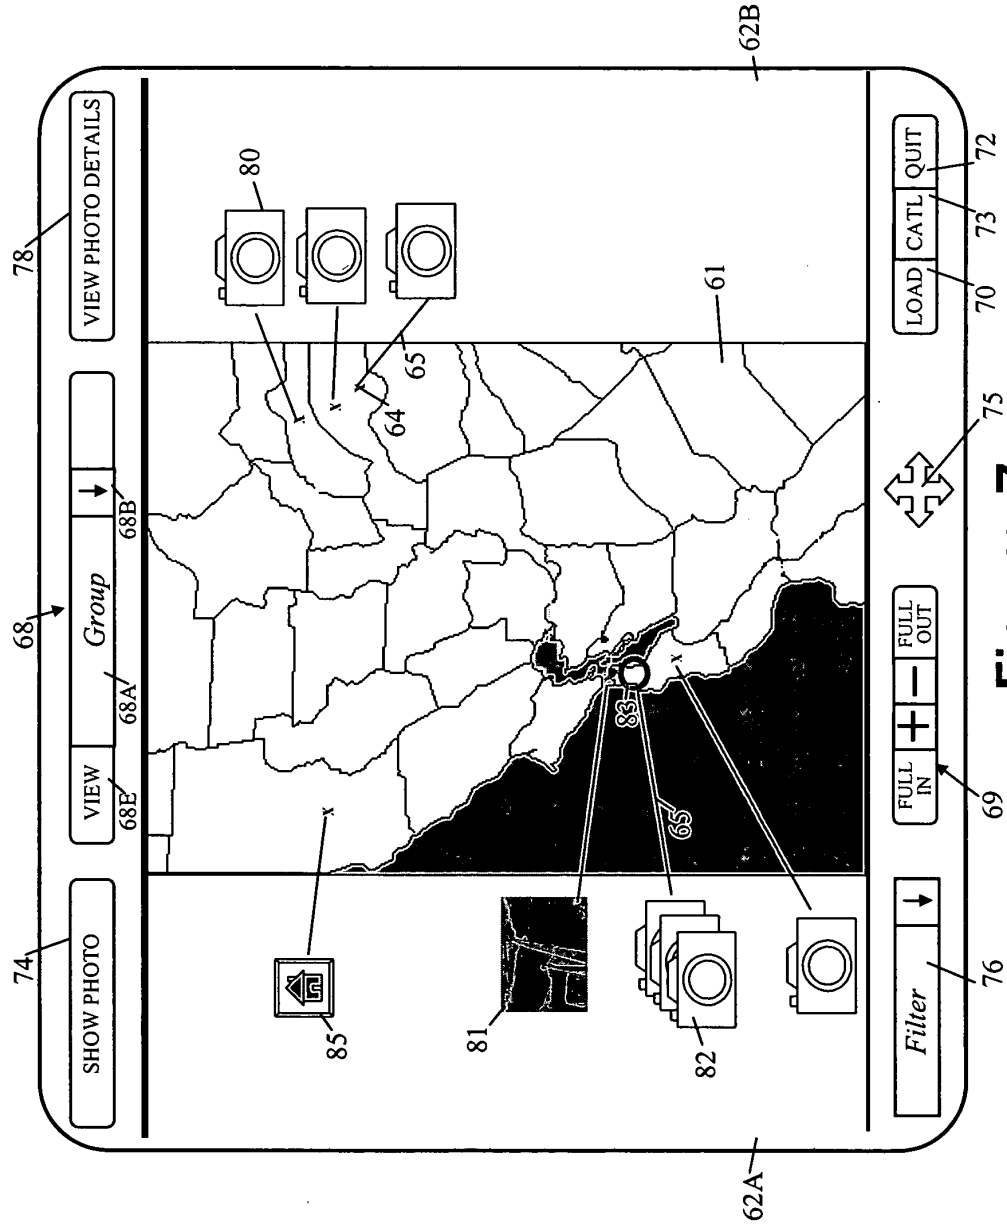 74 68 78
SHOW PHOTO VIEW Group VIEW PHOTO DETAILS
68E 68A 68B
80
85
64
65
81
83
65
82
61
62A 62B
Filter FULL IN + − FULL OUT LOAD CATL QUIT
76 69 75 70 73 72